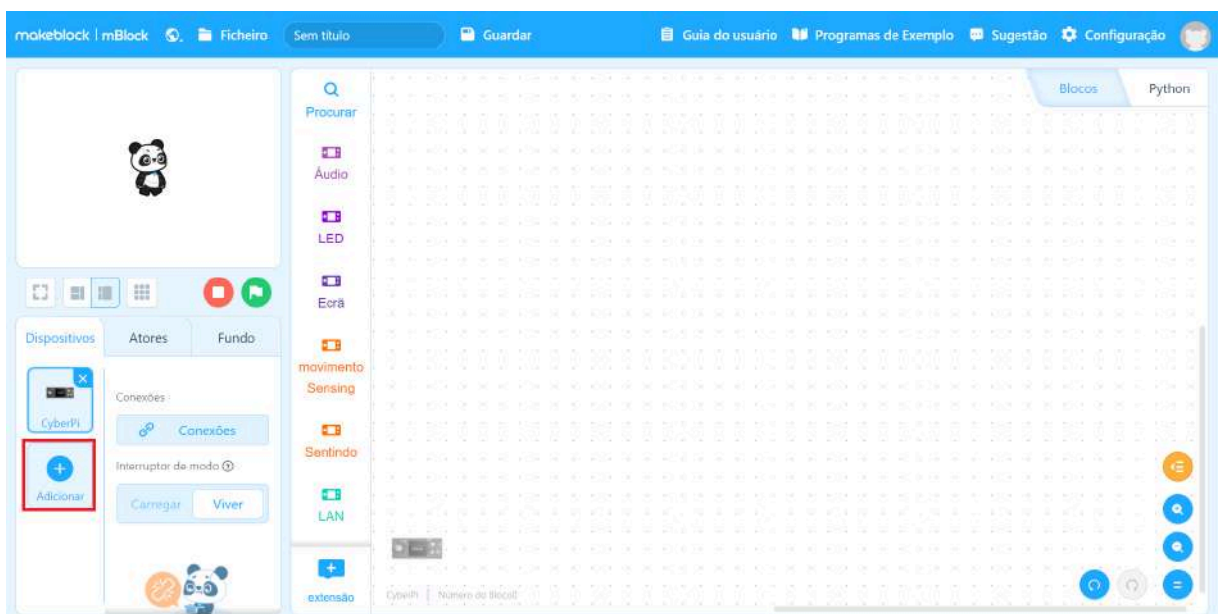 makeblock | mBlock Ficheiro Sem título Guardar Guia do usuário Programas de Exemplo Sugestão Configuração
Blocos Python
Procurar
Áudio
LED
Ecrã
movimento
Sensing
Sentindo
LAN
extensão
Dispositivos Atores Fundo
CyberPi
Adicionar
Conexões
Conexões
Interruptor de modo
Carregar Viver
CyberPi Número do Bloco